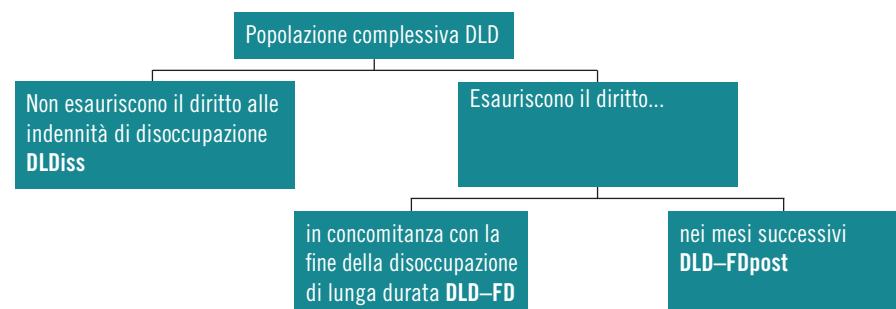 Popolazione complessiva DLD
Non esauriscono il diritto alle
indennità di disoccupazione
DLDiss
Esauriscono il diritto...
in concomitanza con la
fine della disoccupazione
di lunga durata DLD–FD
nei mesi successivi
DLD–FDpost